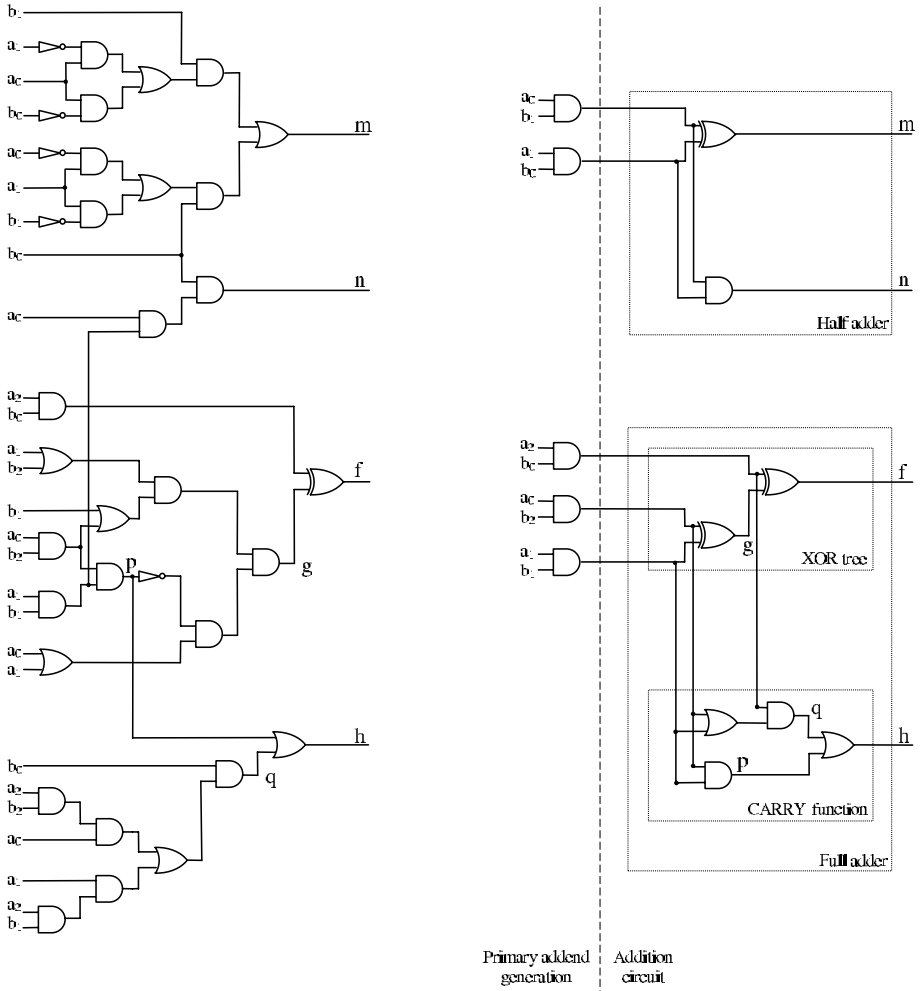 b₁
a₁
a₀
b₀
m
a₀
a₁
b₁
b₀
n
a₀
a₂
b₀
a₁
b₂
f
b₁
a₀
b₂
p
g
a₁
b₁
a₀
a₁
h
b₀
q
a₂
b₂
a₀
a₁
a₂
b₁
a₀
b₁
m
a₁
b₀
n
Half adder
a₂
b₀
f
a₀
b₂
g
a₁
b₁
XOR tree
q
h
p
CARRY function
Full adder
Primary addend
generation
Addition
circuit